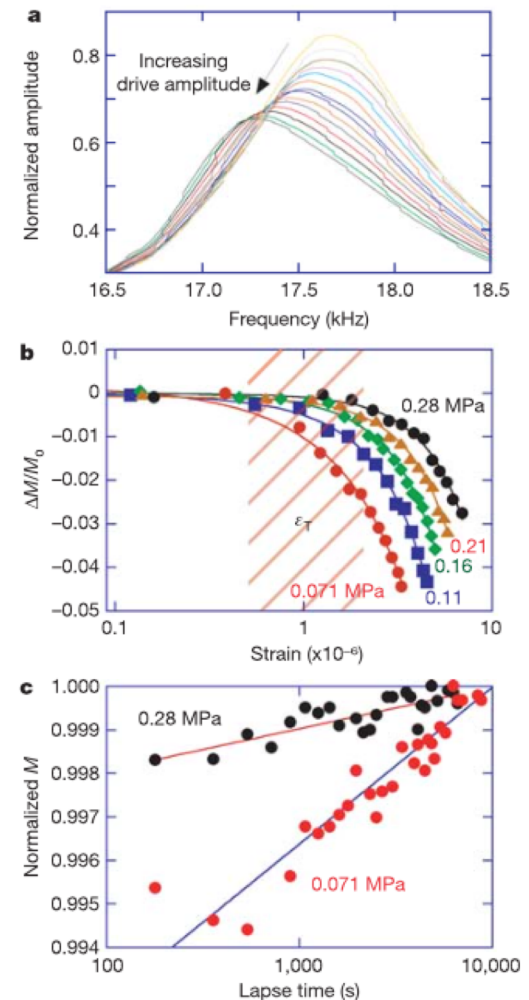 a
Increasing
drive amplitude
Normalized amplitude
0.8
0.6
0.4
16.5 17.0 17.5 18.0 18.5
Frequency (kHz)
b
0.01
0
−0.01
−0.02
−0.03
−0.04
−0.05
ΔM/M₀
0.28 MPa
0.21
0.16
0.11
0.071 MPa
εT
0.1 1 10
Strain (x10⁻⁶)
c
1.000
0.999
0.998
0.997
0.996
0.995
0.994
Normalized M
0.28 MPa
0.071 MPa
100 1,000 10,000
Lapse time (s)